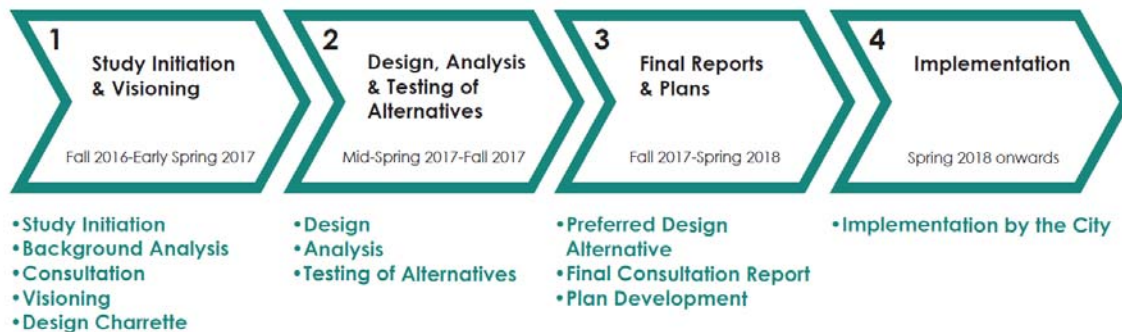 1
Study Initiation
& Visioning
Fall 2016-Early Spring 2017
2
Design, Analysis
& Testing of
Alternatives
Mid-Spring 2017-Fall 2017
3
Final Reports
& Plans
Fall 2017-Spring 2018
4
Implementation
Spring 2018 onwards
•Study Initiation
•Background Analysis
•Consultation
•Visioning
•Design Charrette
•Design
•Analysis
•Testing of Alternatives
•Preferred Design
Alternative
•Final Consultation Report
•Plan Development
•Implementation by the City